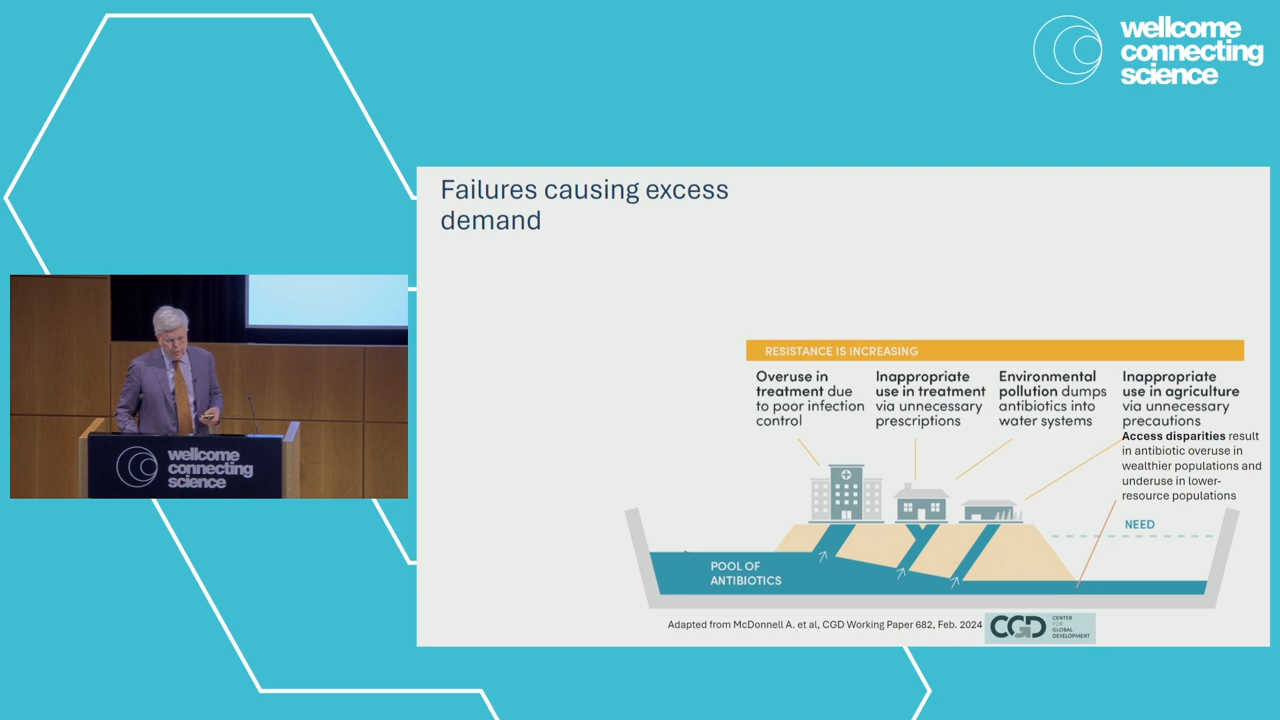 wellcome
connecting
science
Failures causing excess
demand
RESISTANCE IS INCREASING
Overuse in
treatment due
to poor infection
control
Inappropriate
use in treatment
via unnecessary
prescriptions
Environmental
pollution dumps
antibiotics into
water systems
Inappropriate
use in agriculture
via unnecessary
precautions
Access disparities result
in antibiotic overuse in
wealthier populations and
underuse in lower-
resource populations
NEED
POOL OF
ANTIBIOTICS
Adapted from McDonnell A. et al, CGD Working Paper 682, Feb. 2024
CGD
CENTER
FOR
GLOBAL
DEVELOPMENT
wellcome
connecting
science